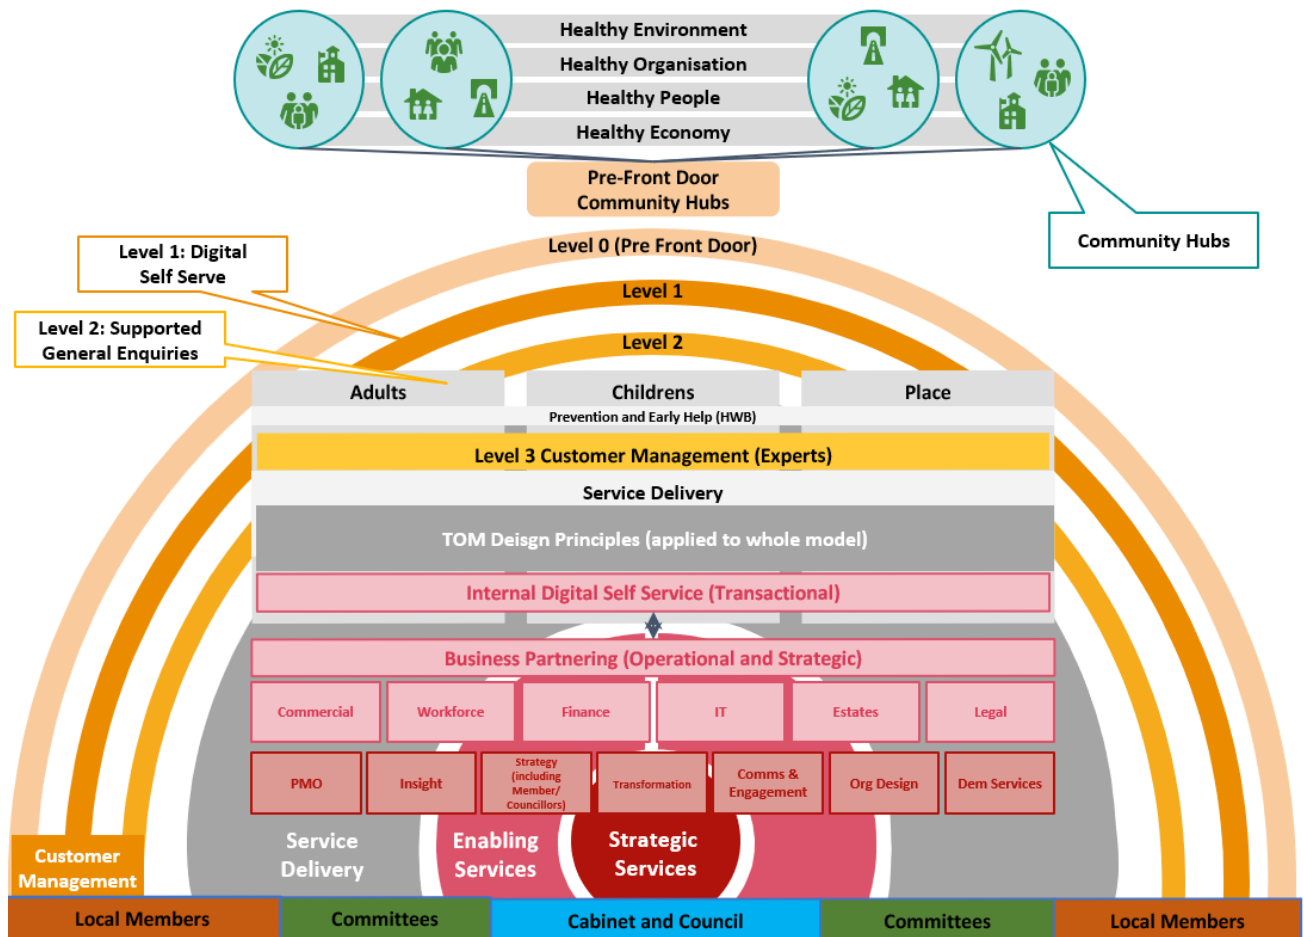 Healthy Environment
Healthy Organisation
Healthy People
Healthy Economy
Pre-Front Door
Community Hubs
Community Hubs
Level 0 (Pre Front Door)
Level 1: Digital
Self Serve
Level 1
Level 2: Supported
General Enquiries
Level 2
Adults
Childrens
Place
Prevention and Early Help (HWB)
Level 3 Customer Management (Experts)
Service Delivery
TOM Deisgn Principles (applied to whole model)
Internal Digital Self Service (Transactional)
Business Partnering (Operational and Strategic)
Commercial
Workforce
Finance
IT
Estates
Legal
PMO
Insight
Strategy
(including
Member/
Councillors)
Transformation
Comms &
Engagement
Org Design
Dem Services
Customer
Management
Service
Delivery
Enabling
Services
Strategic
Services
Local Members
Committees
Cabinet and Council
Committees
Local Members